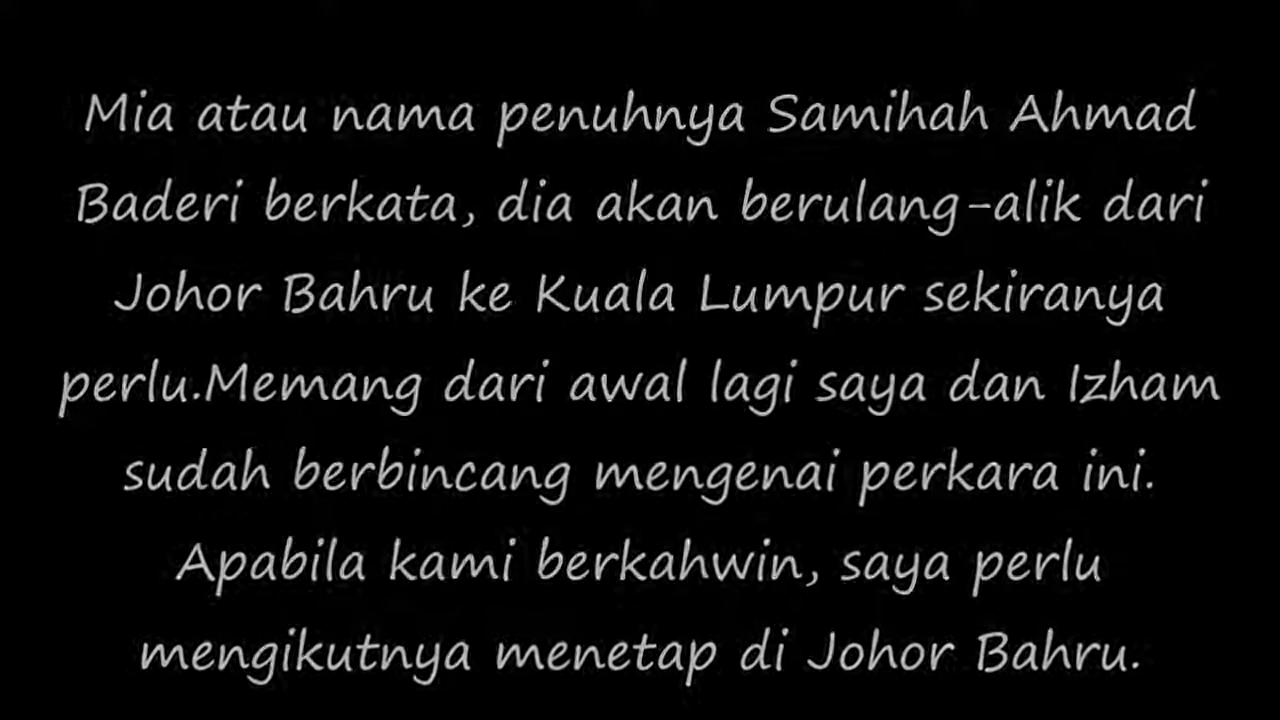 Mia atau nama penuhnya Samihah Ahmad
Baderi berkata, dia akan berulang-alik dari
Johor Bahru ke Kuala Lumpur sekiranya
perlu.Memang dari awal lagi saya dan Izham
sudah berbincang mengenai perkara ini.
Apabila kami berkahwin, saya perlu
mengikutnya menetap di Johor Bahru.